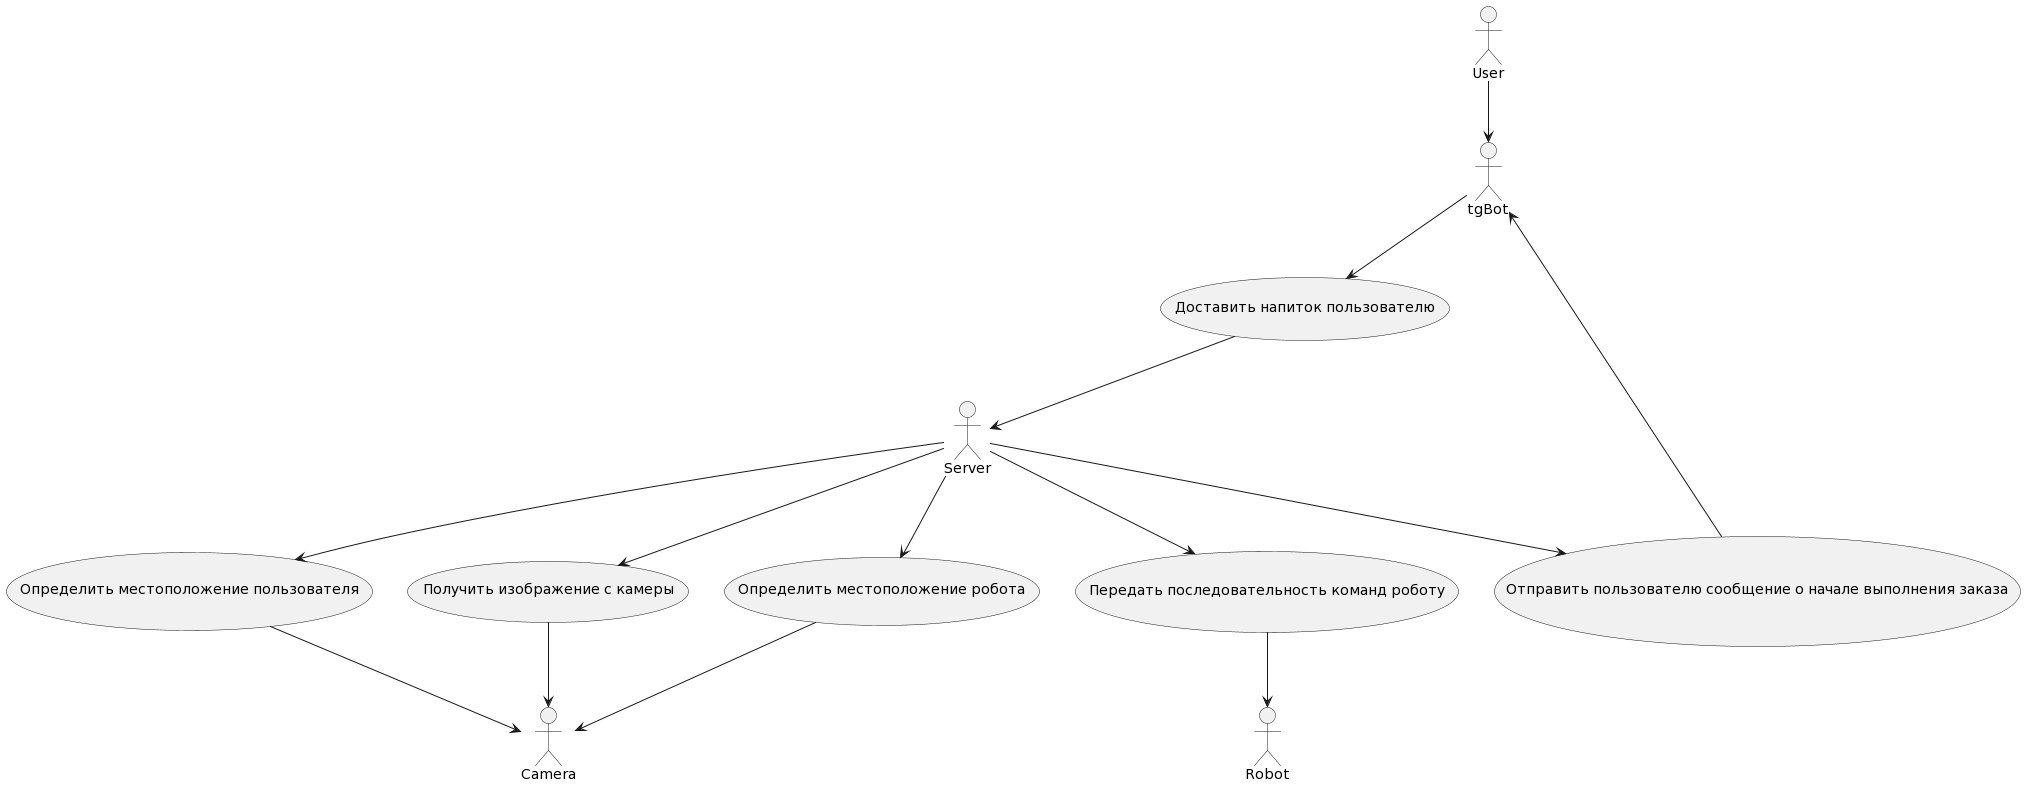 User
tgBot
Доставить напиток пользователю
Server
Определить местоположение пользователя
Получить изображение с камеры
Определить местоположение робота
Передать последовательность команд роботу
Отправить пользователю сообщение о начале выполнения заказа
Camera
Robot